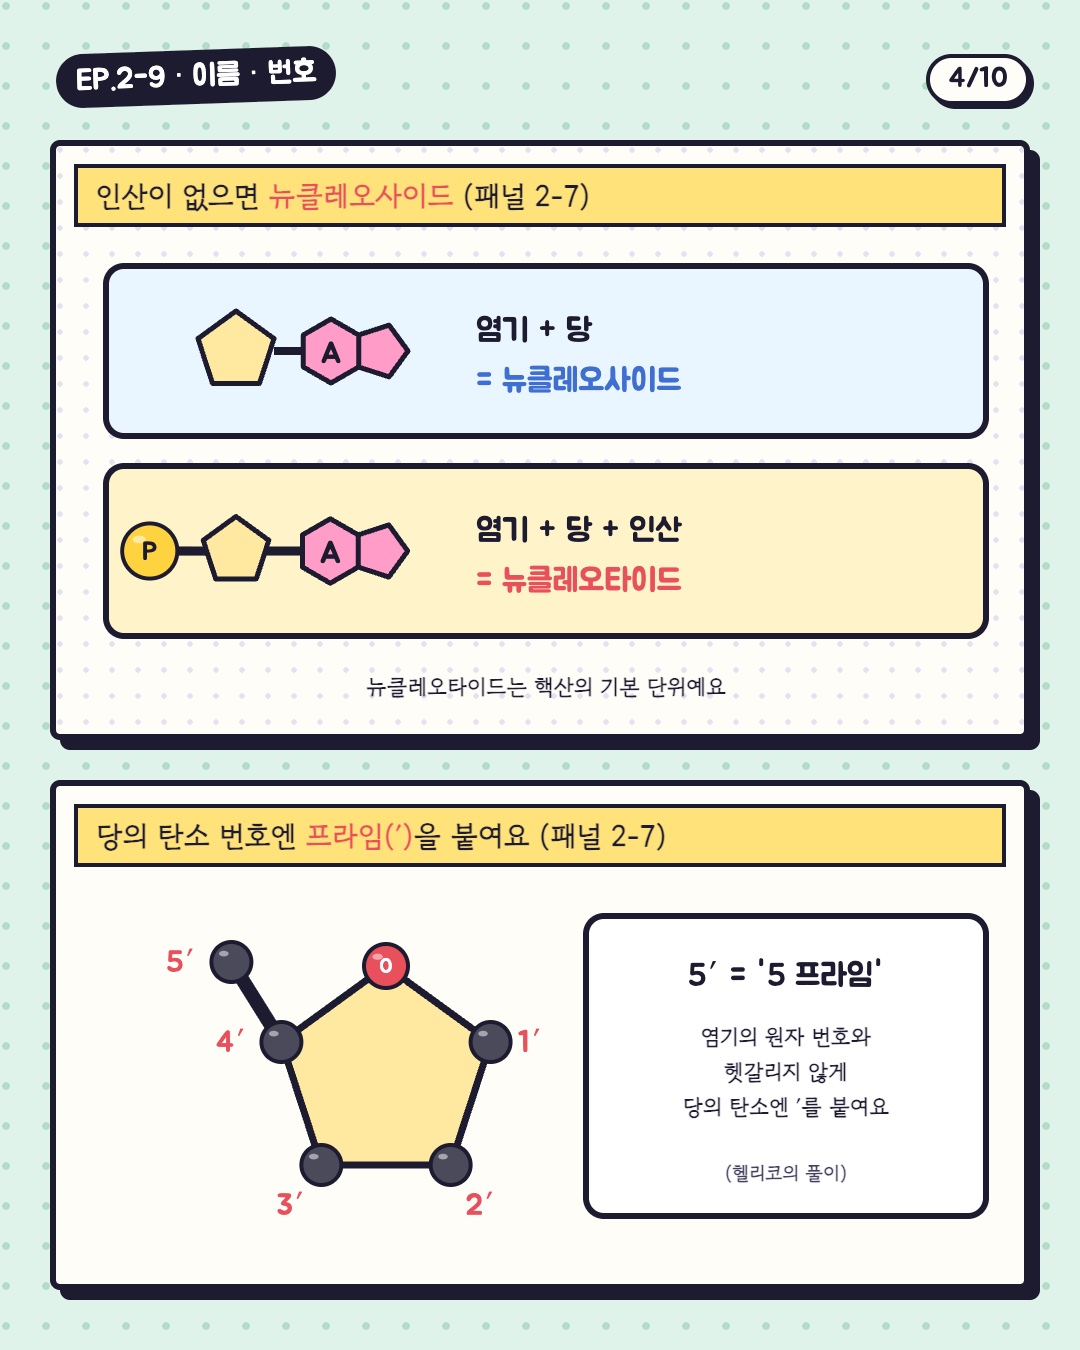 EP.2-9 · 이름 · 번호
4/10
인산이 없으면 뉴클레오사이드 (패널 2-7)
A
염기 + 당
= 뉴클레오사이드
P
A
염기 + 당 + 인산
= 뉴클레오타이드
뉴클레오타이드는 핵산의 기본 단위예요
당의 탄소 번호엔 프라임(′)을 붙여요 (패널 2-7)
5′
O
4′
1′
3′
2′
5′ = '5 프라임'
염기의 원자 번호와
헷갈리지 않게
당의 탄소엔 ′를 붙여요
(헬리코의 풀이)